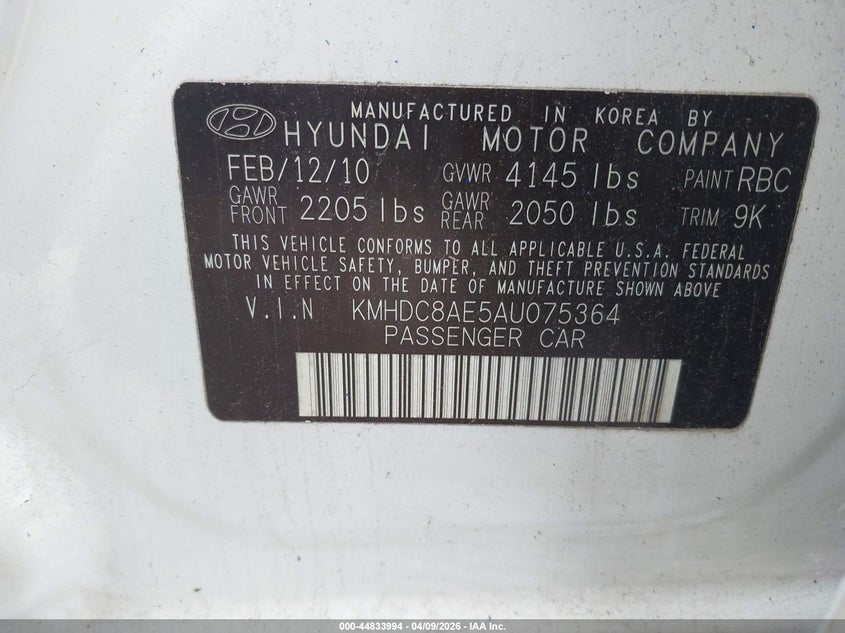 MANUFACTURED IN KOREA BY
HYUNDAI MOTOR COMPANY
FEB/12/10 GVWR 4145 lbs PAINT RBC
GAWR FRONT 2205 lbs GAWR REAR 2050 lbs TRIM 9K
THIS VEHICLE CONFORMS TO ALL APPLICABLE U.S.A. FEDERAL
MOTOR VEHICLE SAFETY, BUMPER, AND THEFT PREVENTION STANDARDS
IN EFFECT ON THE DATE OF MANUFACTURE SHOWN ABOVE
V.I.N KMHDC8AE5AU075364
PASSENGER CAR
000-44833994 - 04/09/2026 - IAA Inc.